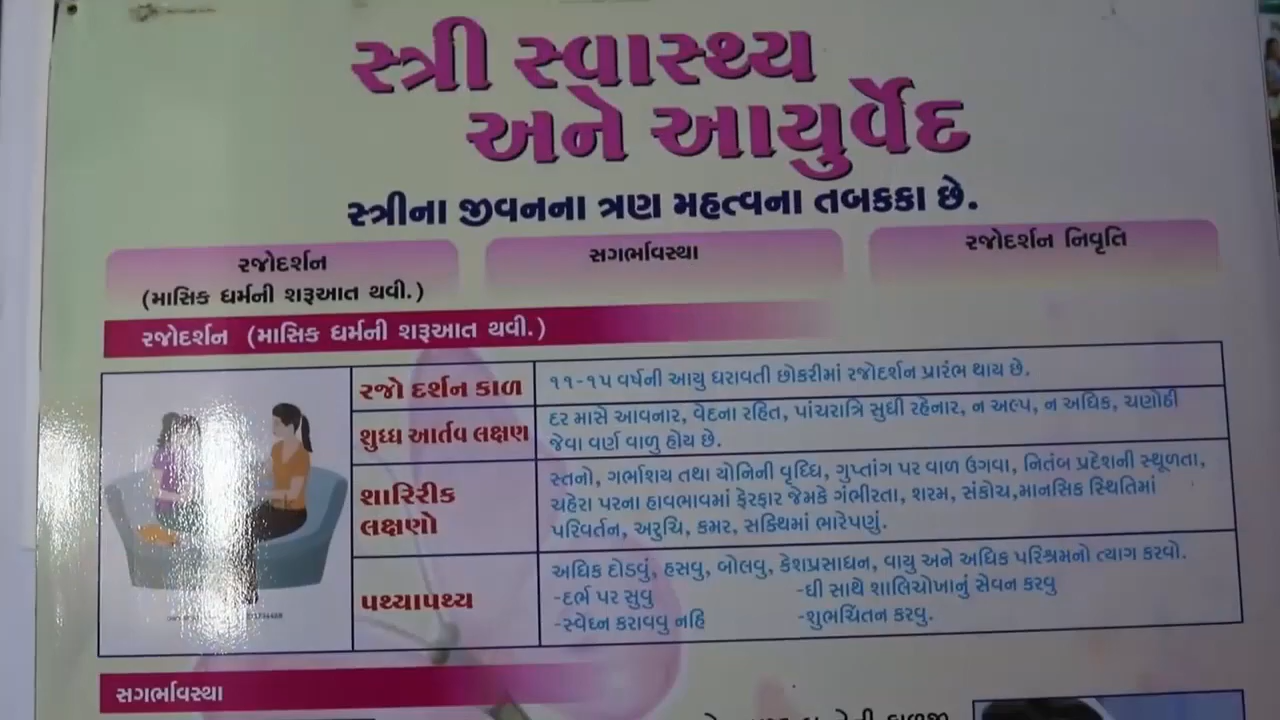 સ્ત્રી સ્વાસ્થ્ય
અને આયુર્વેદ
સ્ત્રીના જીવનના ત્રણ મહત્વના તબકકા છે.
રજોદર્શન
(માસિક ધર્મની શરૂઆત થવી.)
સગર્ભાવસ્થા
રજોદર્શન નિવૃતિ
રજોદર્શન (માસિક ધર્મની શરૂઆત થવી.)
રજો દર્શન કાળ
૧૧-૧૫ વર્ષની આયુ ધરાવતી છોકરીમાં રજોદર્શન પ્રારંભ થાય છે.
શુધ્ધ આર્તવ લક્ષણ
દર માસે આવનાર, વેદના રહિત, પાંચરાત્રિ સુધી રહેનાર, ન અલ્પ, ન અધિક, ચણોઠી
જેવા વર્ણ વાળુ હોય છે.
શારિરીક
લક્ષણો
સ્તનો, ગર્ભાશય તથા યોનિની વૃદ્ધિ, ગુપ્તાંગ પર વાળ ઉગવા, નિતંબ પ્રદેશની સ્થૂળતા,
ચહેરા પરના હાવભાવમાં ફેરફાર જેમકે ગંભીરતા, શરમ, સંકોચ,માનસિક સ્થિતિમાં
પરિવર્તન, અરુચિ, કમર, સકિથમાં ભારેપણું.
પથ્યાપથ્ય
અધિક દોડવું, હસવુ, બોલવુ, કેશપ્રસાધન, વાયુ અને અધિક પરિશ્રમનો ત્યાગ કરવો.
-દર્ભ પર સુવુ
-ઘી સાથે શાલિચોખાનું સેવન કરવુ
-સ્વેદન કરાવવુ નહિ
-શુભચિંતન કરવુ.
સગર્ભાવસ્થા